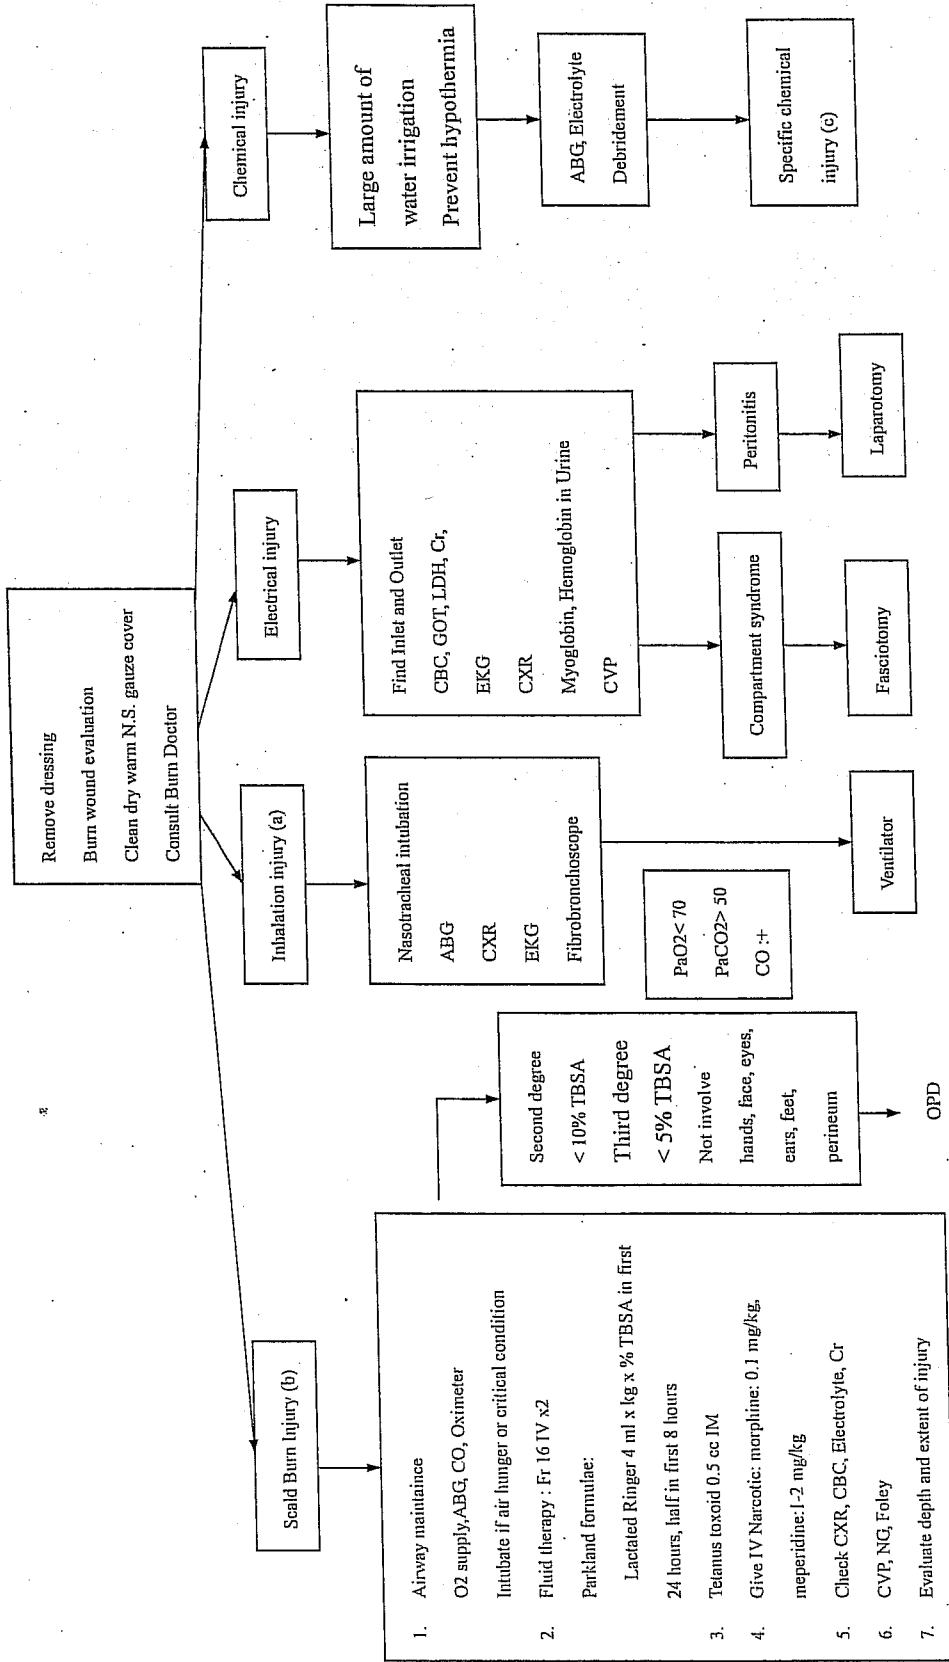 Remove dressing
Burn wound evaluation
Clean dry warm N.S. gauze cover
Consult Burn Doctor
Scald Burn Injury (b)
1. Airway maintaince
O2 supply,ABG, CO, Oximeter
Intubate if air hunger or critical condition
2. Fluid therapy : Fr 16 IV x2
Parkland formulae:
Lactated Ringer 4 ml x kg x % TBSA in first
24 hours, half in first 8 hours
3. Tetanus toxoid 0.5 cc IM
4. Give IV Narcotic: morphine: 0.1 mg/kg,
meperidine:1-2 mg/kg
5. Check CXR, CBC, Electrolyte, Cr
6. CVP, NG, Foley
7. Evaluate depth and extent of injury
Second degree
< 10% TBSA
Third degree
< 5% TBSA
Not involve
hands, face, eyes,
ears, feet,
perineum
OPD
Inhalation injury (a)
Nasotracheal intubation
ABG
CXR
EKG
Fibrobronchoscope
PaO2< 70
PaCO2> 50
CO :+
Ventilator
Electrical injury
Find Inlet and Outlet
CBC, GOT, LDH, Cr,
EKG
CXR
Myoglobin, Hemoglobin in Urine
CVP
Compartment syndrome
Fasciotomy
Peritonitis
Laparotomy
Chemical injury
Large amount of
water irrigation
Prevent hypothermia
ABG, Electrolyte
Debridement
Specific chemical
injury (c)